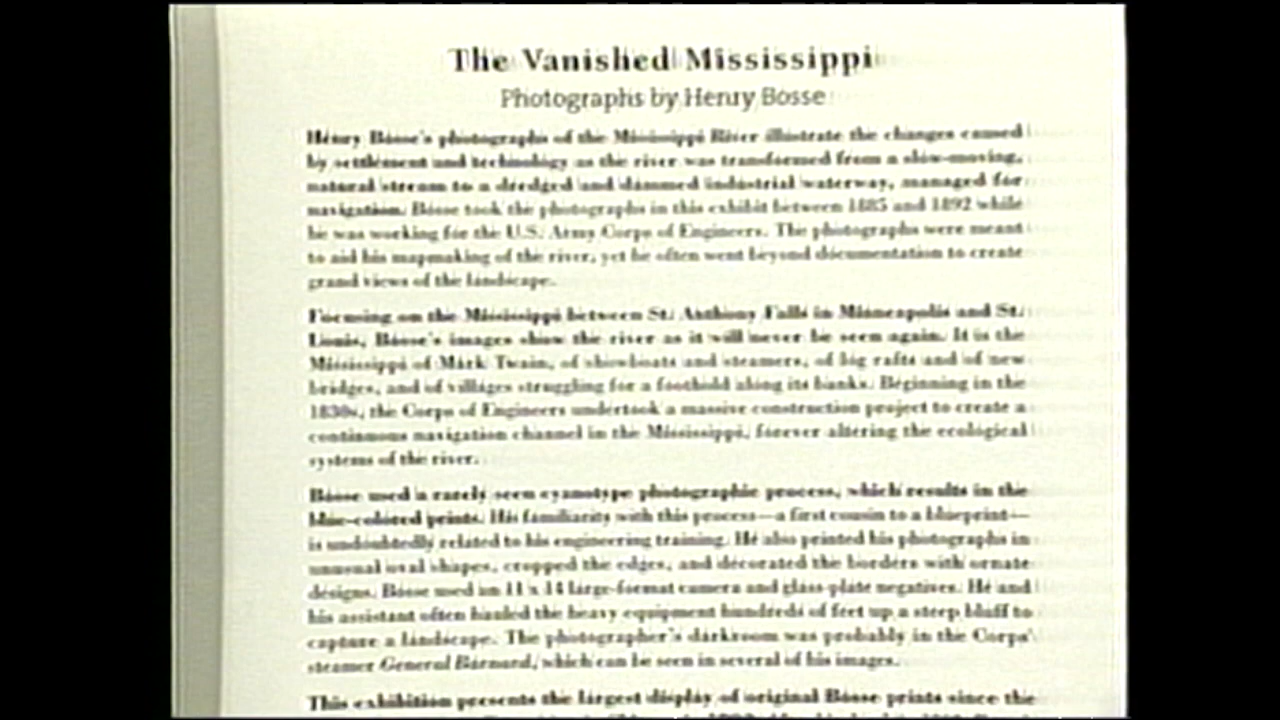 The Vanished Mississippi
Photographs by Henry Bosse
Henry Bosse's photographs of the Mississippi River illustrate the changes caused
by settlement and technology as the river was transformed from a slow-moving,
natural stream to a dredged and dammed industrial waterway, managed for
navigation. Bosse took the photographs in this exhibit between 1885 and 1892 while
he was working for the U.S. Army Corps of Engineers. The photographs were meant
to aid his mapmaking of the river, yet he often went beyond documentation to create
grand views of the landscape.
Focusing on the Mississippi between St. Anthony Falls in Minneapolis and St.
Louis, Bosse's images show the river as it will never be seen again. It is the
Mississippi of Mark Twain, of showboats and steamers, of log rafts and of new
bridges, and of villages struggling for a foothold along its banks. Beginning in the
1830s, the Corps of Engineers undertook a massive construction project to create a
continuous navigation channel in the Mississippi, forever altering the ecological
systems of the river.
Bosse used a rarely seen cyanotype photographic process, which results in the
blue-colored prints. His familiarity with this process—a first cousin to a blueprint—
is undoubtedly related to his engineering training. He also printed his photographs in
unusual oval shapes, cropped the edges, and decorated the borders with ornate
designs. Bosse used an 11 x 14 large-format camera and glass-plate negatives. He and
his assistant often hauled the heavy equipment hundreds of feet up a steep bluff to
capture a landscape. The photographer's darkroom was probably in the Corps'
steamer General Barnard, which can be seen in several of his images.
This exhibition presents the largest display of original Bosse prints since the